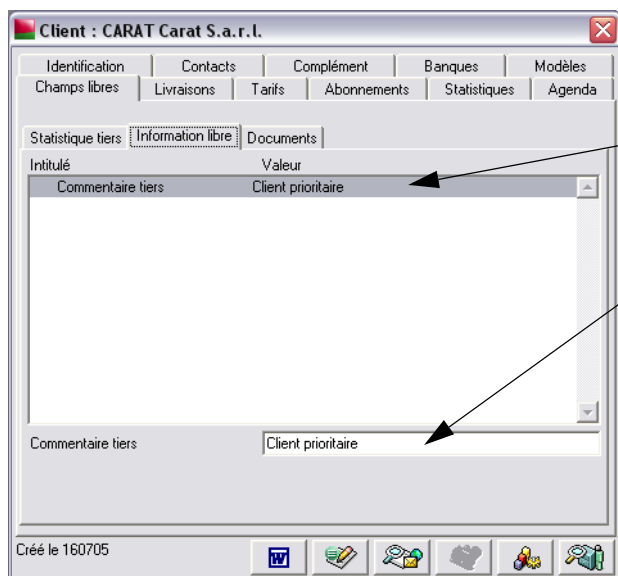 Client : CARAT Carat S.a.r.l.
Identification Contacts Complément Banques Modèles
Champs libres Livraisons Tarifs Abonnements Statistiques Agenda
Statistique tiers Information libre Documents
Intitulé Valeur
Commentaire tiers Client prioritaire
Commentaire tiers Client prioritaire
Créé le 160705
W